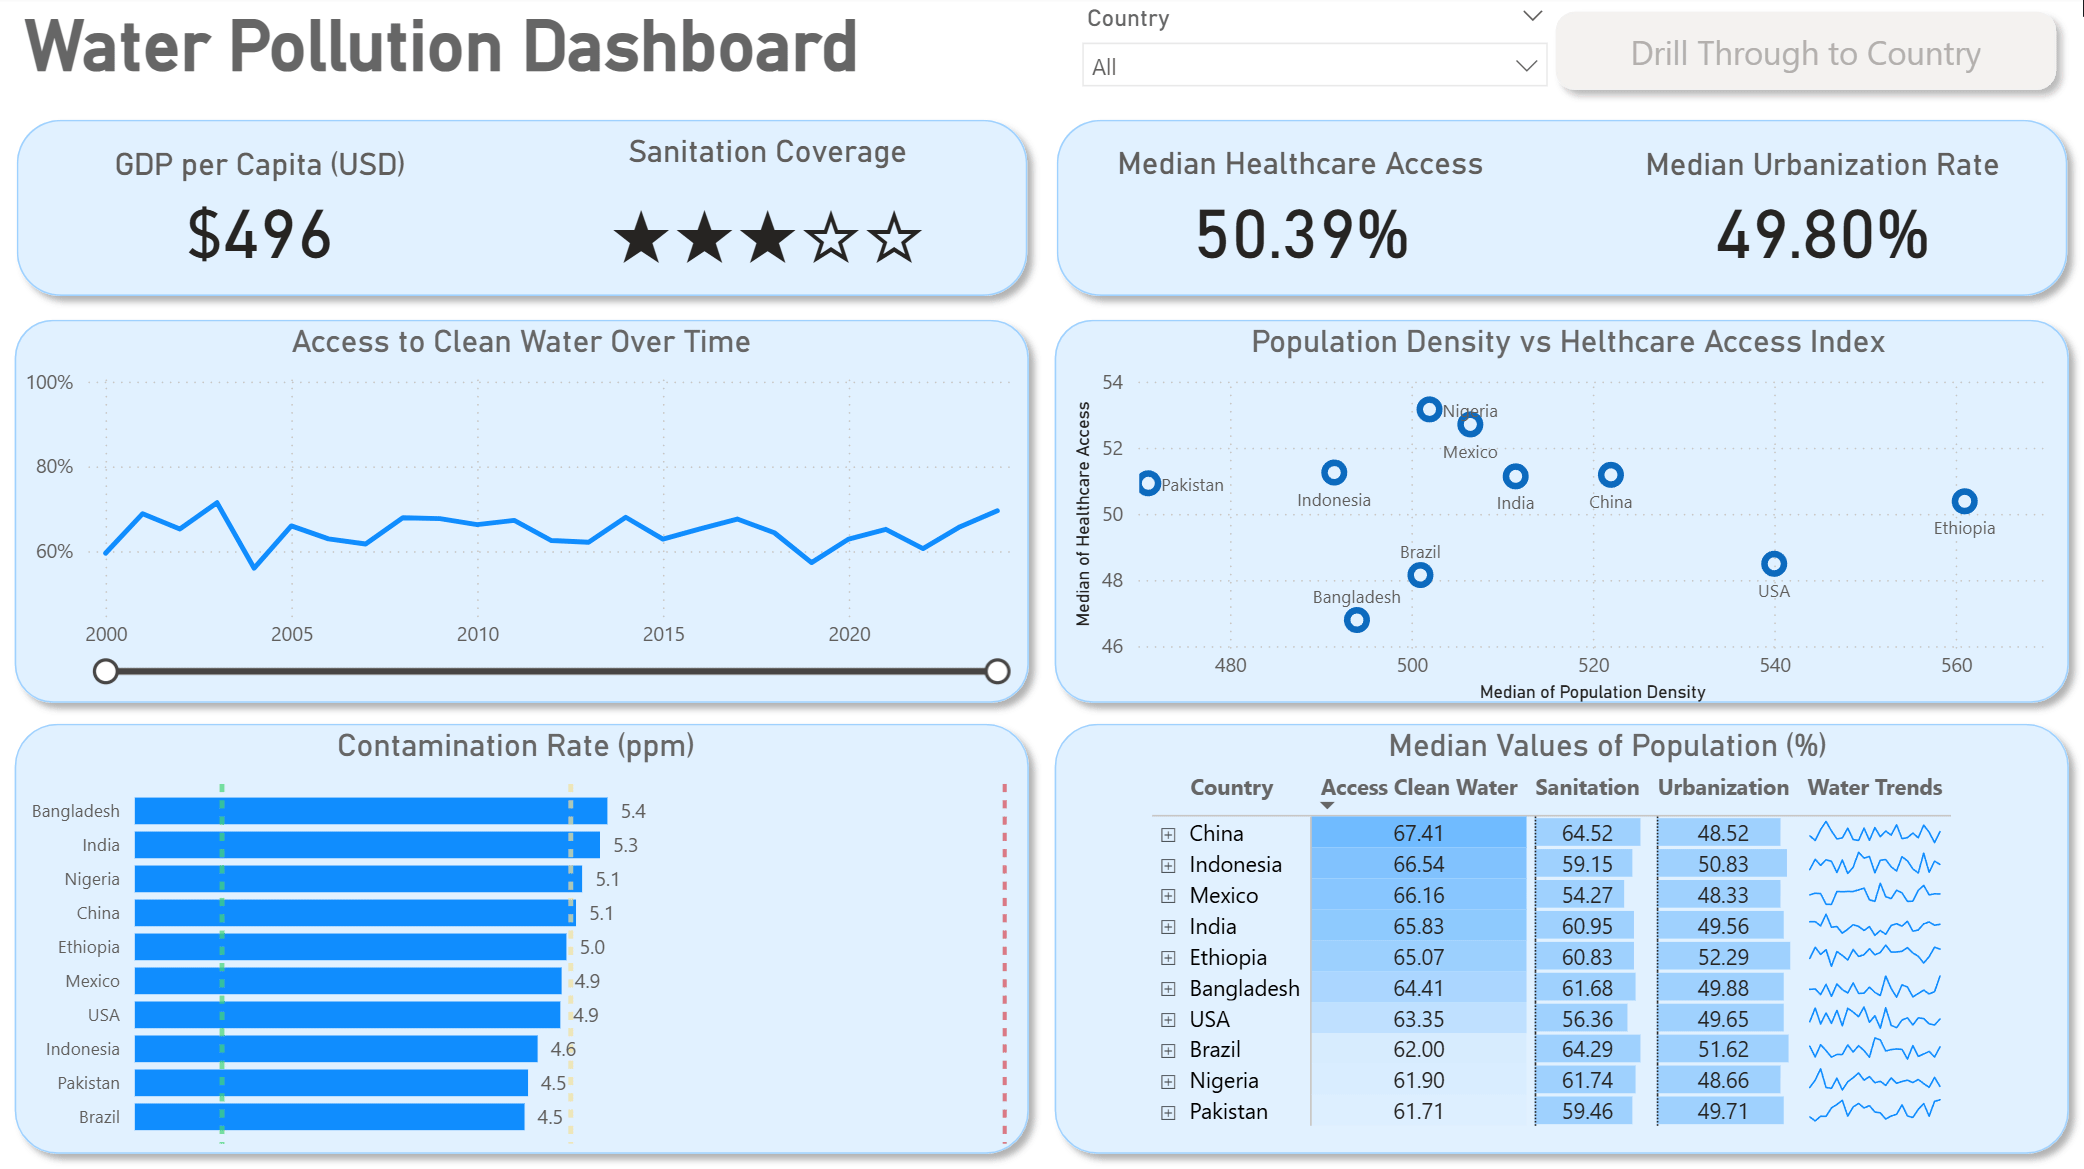 Water Pollution Dashboard
Country
All
Drill Through to Country
GDP per Capita (USD)
$496
Sanitation Coverage
★★★☆☆
Median Healthcare Access
50.39%
Median Urbanization Rate
49.80%
Access to Clean Water Over Time
100%
80%
60%
2000 2005 2010 2015 2020
Population Density vs Helthcare Access Index
Median of Healthcare Access
54
52
50
48
46
Nigeria
Mexico
Pakistan
Indonesia
India
China
Ethiopia
Brazil
USA
Bangladesh
480 500 520 540 560
Median of Population Density
Contamination Rate (ppm)
Bangladesh 5.4
India 5.3
Nigeria 5.1
China 5.1
Ethiopia 5.0
Mexico 4.9
USA 4.9
Indonesia 4.6
Pakistan 4.5
Brazil 4.5
Median Values of Population (%)
Country Access Clean Water Sanitation Urbanization Water Trends
China 67.41 64.52 48.52
Indonesia 66.54 59.15 50.83
Mexico 66.16 54.27 48.33
India 65.83 60.95 49.56
Ethiopia 65.07 60.83 52.29
Bangladesh 64.41 61.68 49.88
USA 63.35 56.36 49.65
Brazil 62.00 64.29 51.62
Nigeria 61.90 61.74 48.66
Pakistan 61.71 59.46 49.71